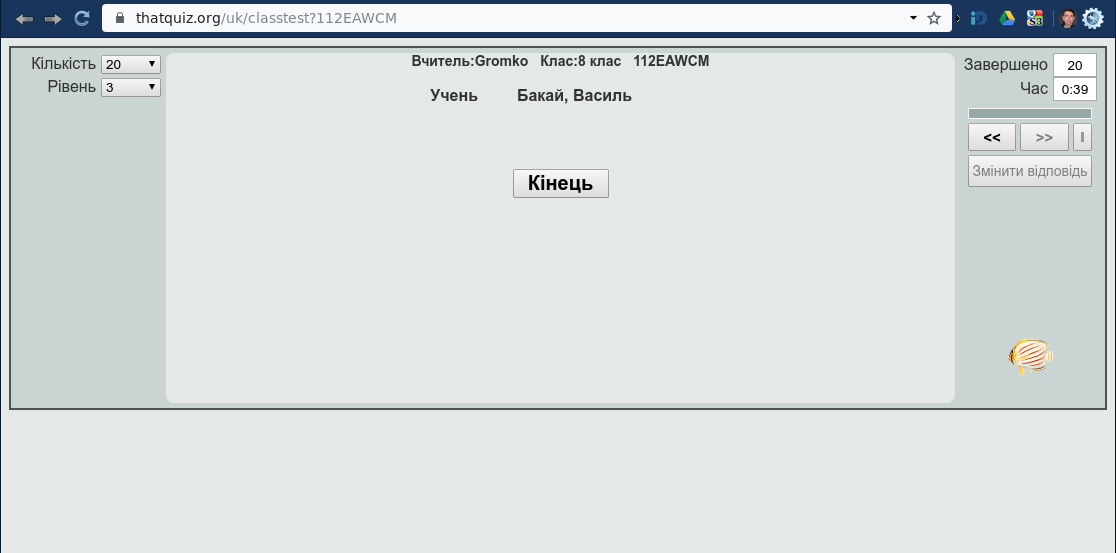 thatquiz.org/uk/classtest?112EAWCM
Кількість 20
Рівень 3
Вчитель:Gromko Клас:8 клас 112EAWCM
Учень Бакай, Василь
Кінець
Завершено 20
Час 0:39
<< >> I
Змінити відповідь